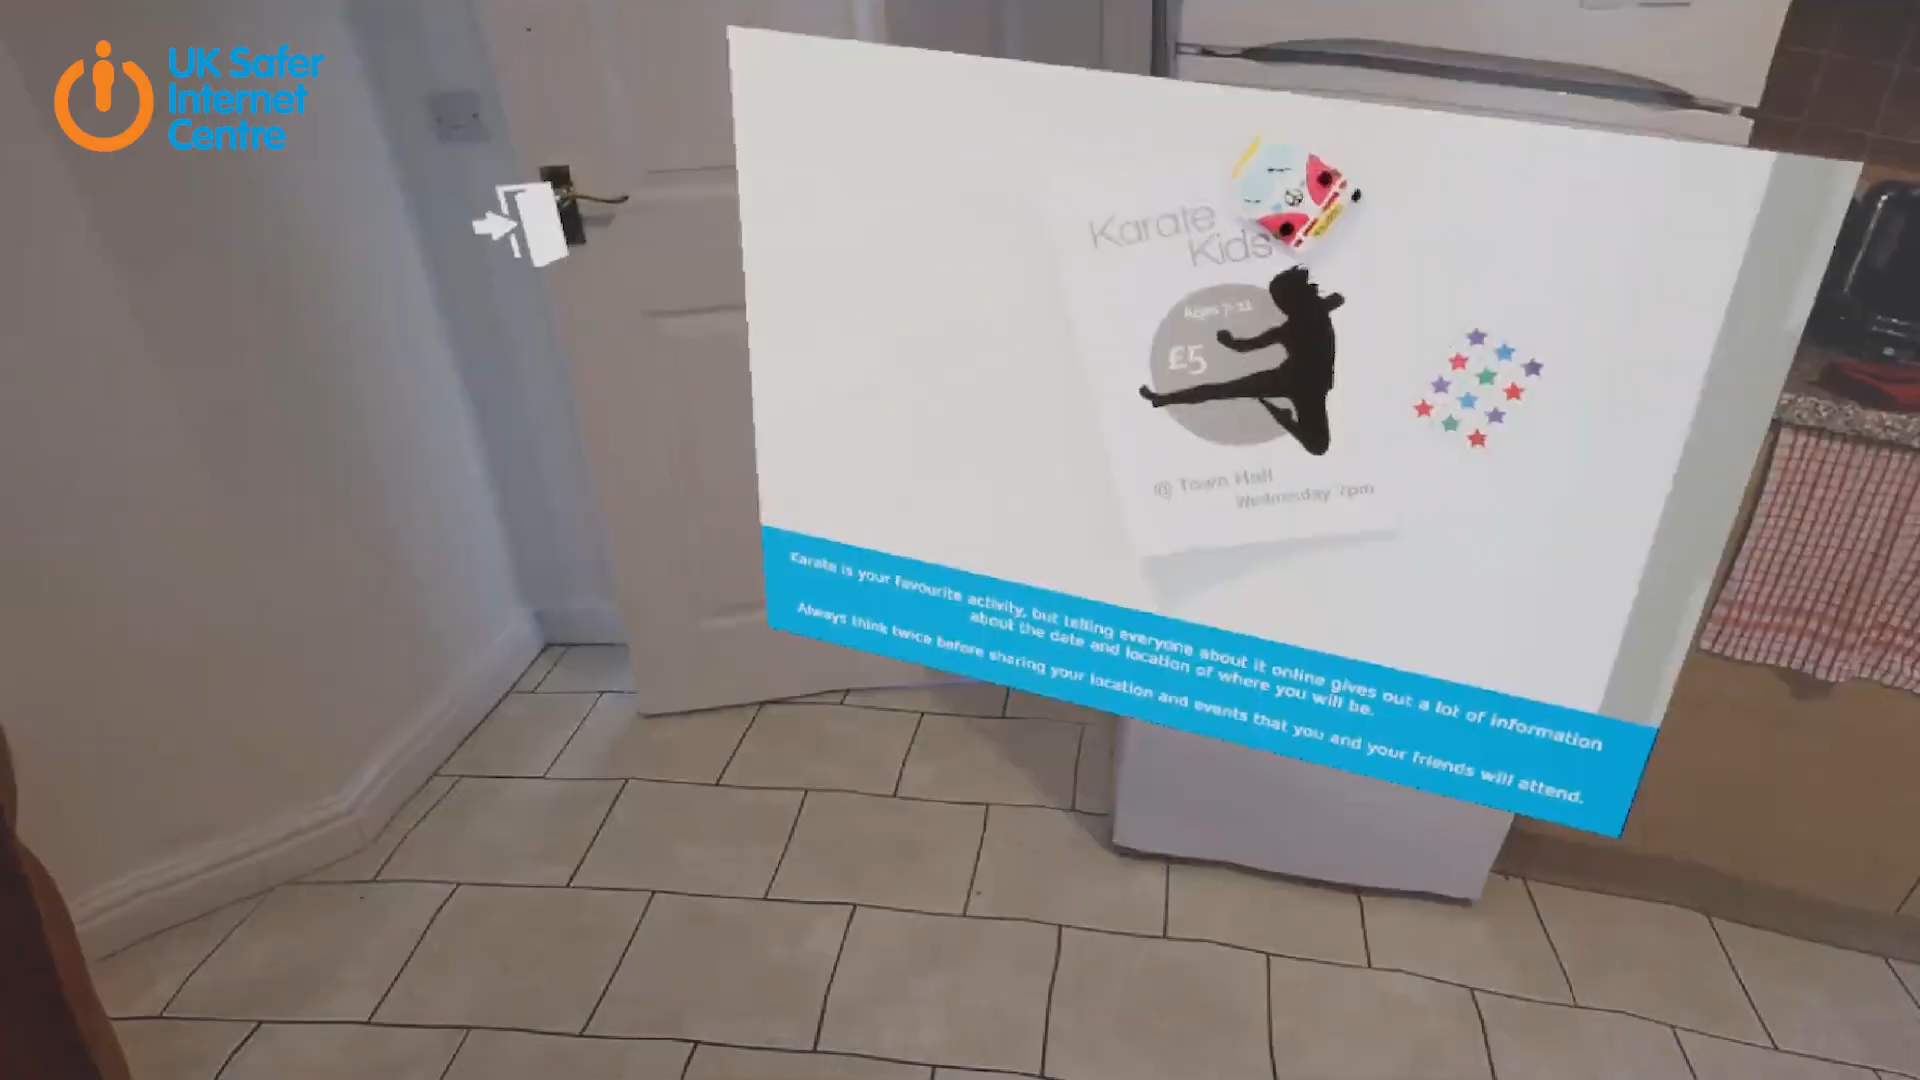 UK Safer
Internet
Centre
Karate
Kids
Ages 7-11
£5
@ Town Hall
Wednesday 7pm
Karate is your favourite activity, but telling everyone about it online gives out a lot of information
about the date and location of where you will be.
Always think twice before sharing your location and events that you and your friends will attend.